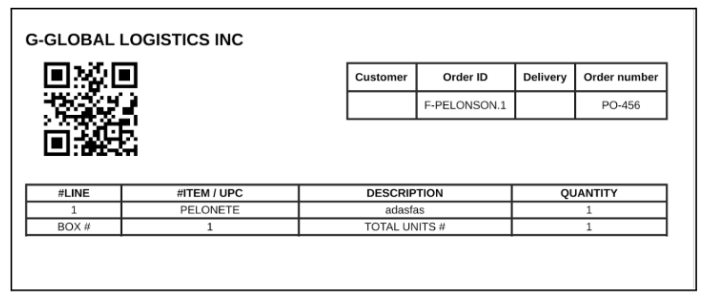 G-GLOBAL LOGISTICS INC
Customer Order ID Delivery Order number
F-PELONSON.1 PO-456
#LINE #ITEM / UPC DESCRIPTION QUANTITY
1 PELONETE adasfas 1
BOX # 1 TOTAL UNITS # 1